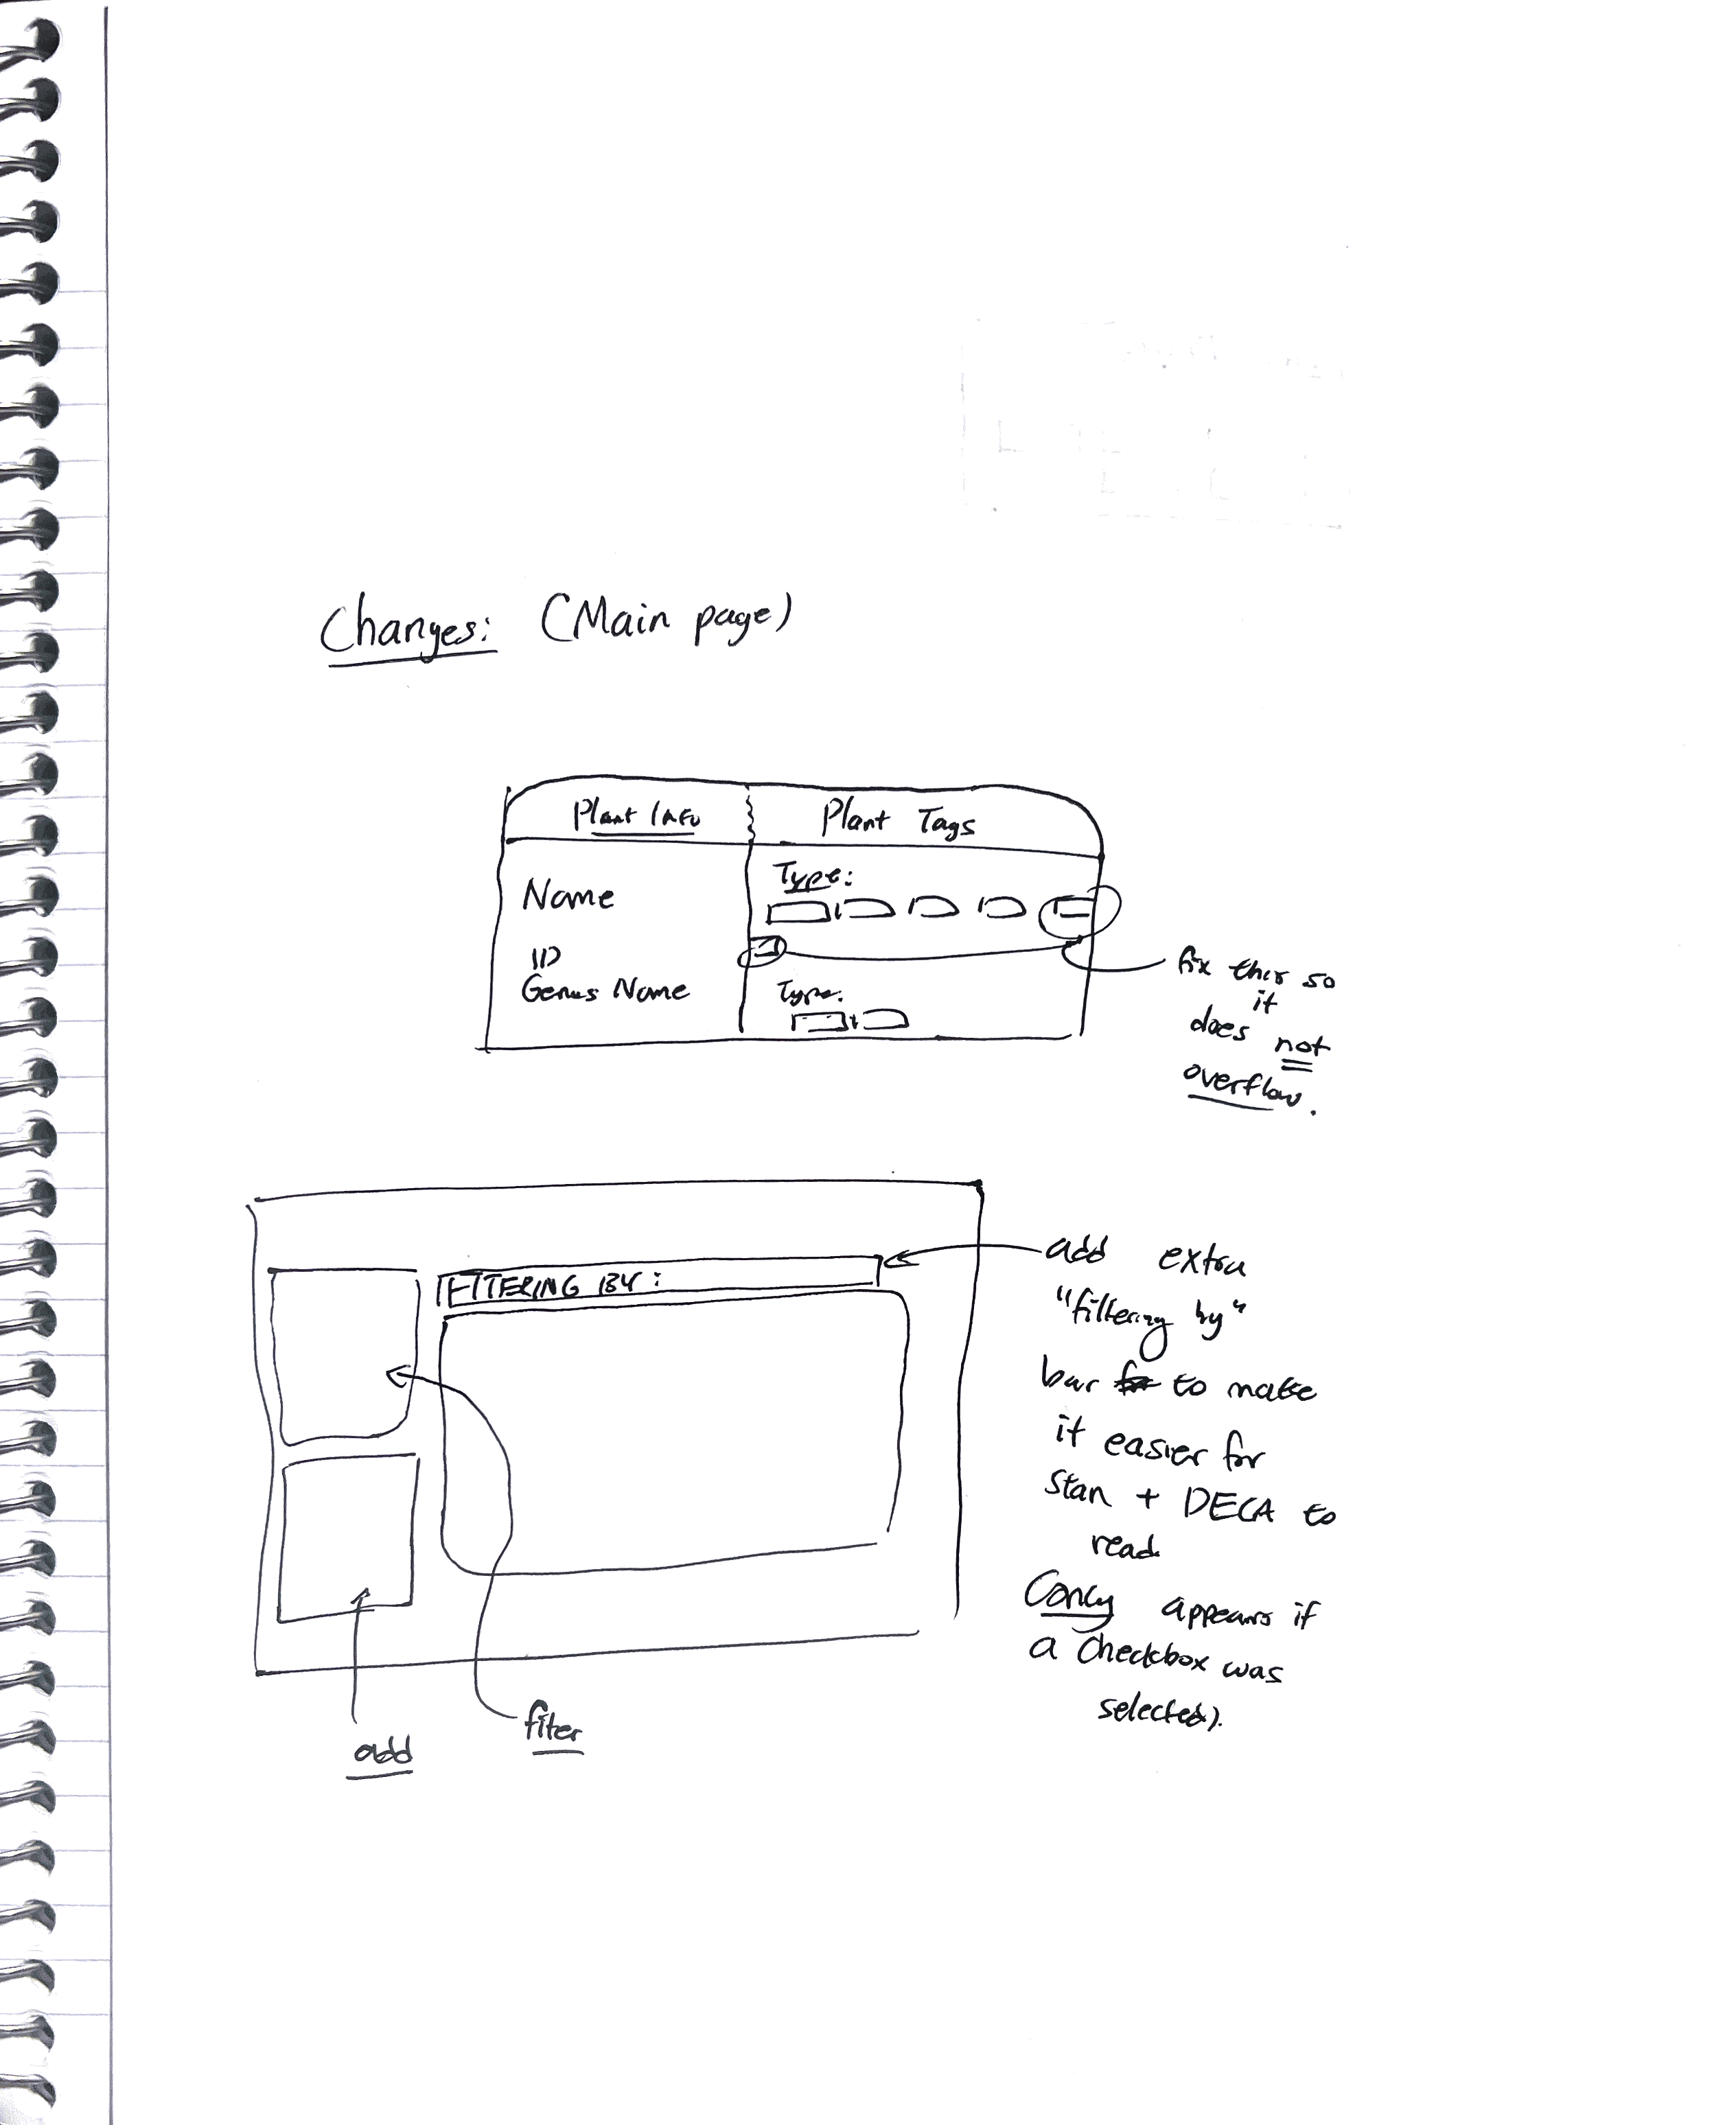 Changes: (Main page)
Plant Info
Plant Tags
Name
Type:
ID
Genus Name
Type:
fix this so
it
does not
overflow.
FITERING BY:
add extra
"filtering by"
bar to make
it easier for
stan + DECA to
read
(only appears if
a checkbox was
selected).
add
filter